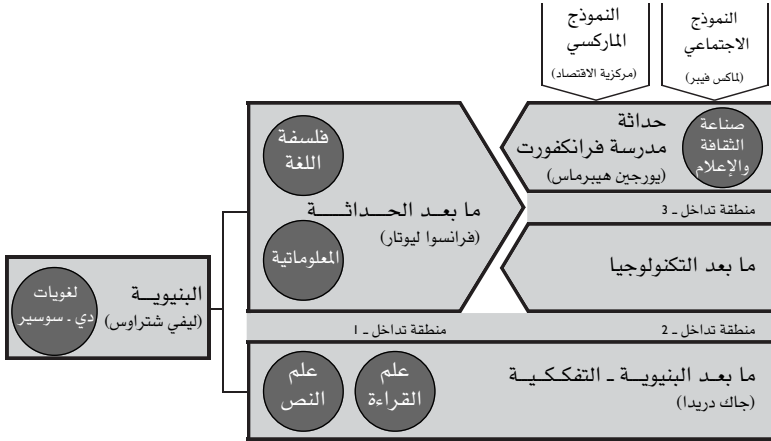 النموذج
الاجتماعي
(لماكس فيبر)
النموذج
الماركسي
(مركزية الاقتصاد)
صناعة
الثقافة
والإعلام
حداثة
مدرسة فرانكفورت
(يورجين هيبرماس)
منطقة تداخل - 3
ما بعد التكنولوجيا
منطقة تداخل - 2
فلسفة
اللغة
ما بعد الحداثة
(فرانسوا ليوتار)
المعلوماتية
منطقة تداخل - 1
البنيوية
(ليفي شتراوس)
لغويات
دي - سوسير
ما بعد البنيوية - التفككية
(جاك دريدا)
علم
القراءة
علم
النص